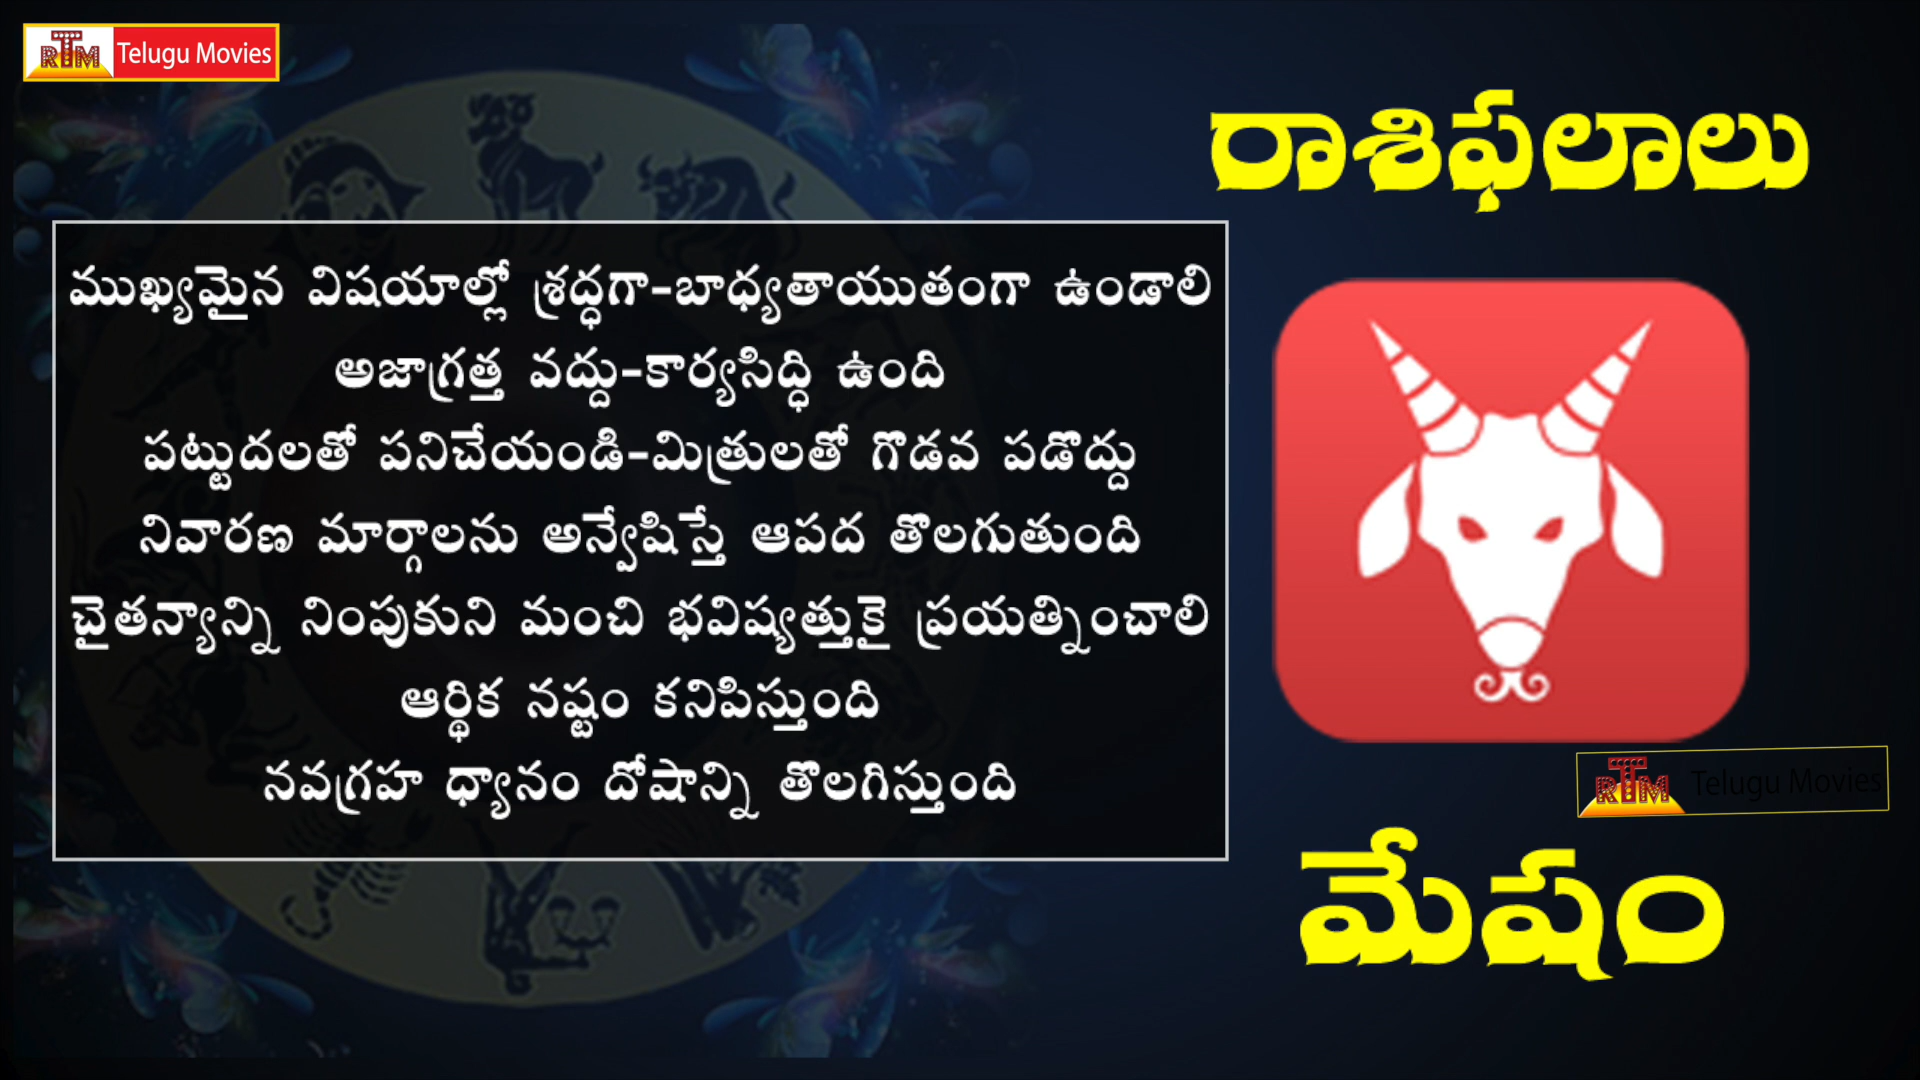 RTM Telugu Movies
రాశిఫలాలు
ముఖ్యమైన విషయాల్లో శ్రద్ధగా-బాధ్యతాయుతంగా ఉండాలి
అజాగ్రత్త వద్దు-కార్యసిద్ధి ఉంది
పట్టుదలతో పనిచేయండి-మిత్రులతో గొడవ పడొద్దు
నివారణ మార్గాలను అన్వేషిస్తే ఆపద తొలగుతుంది
చైతన్యాన్ని నింపుకుని మంచి భవిష్యత్తుకై ప్రయత్నించాలి
ఆర్థిక నష్టం కనిపిస్తుంది
నవగ్రహ ధ్యానం దోషాన్ని తొలగిస్తుంది
RTM Telugu Movies
మేషం